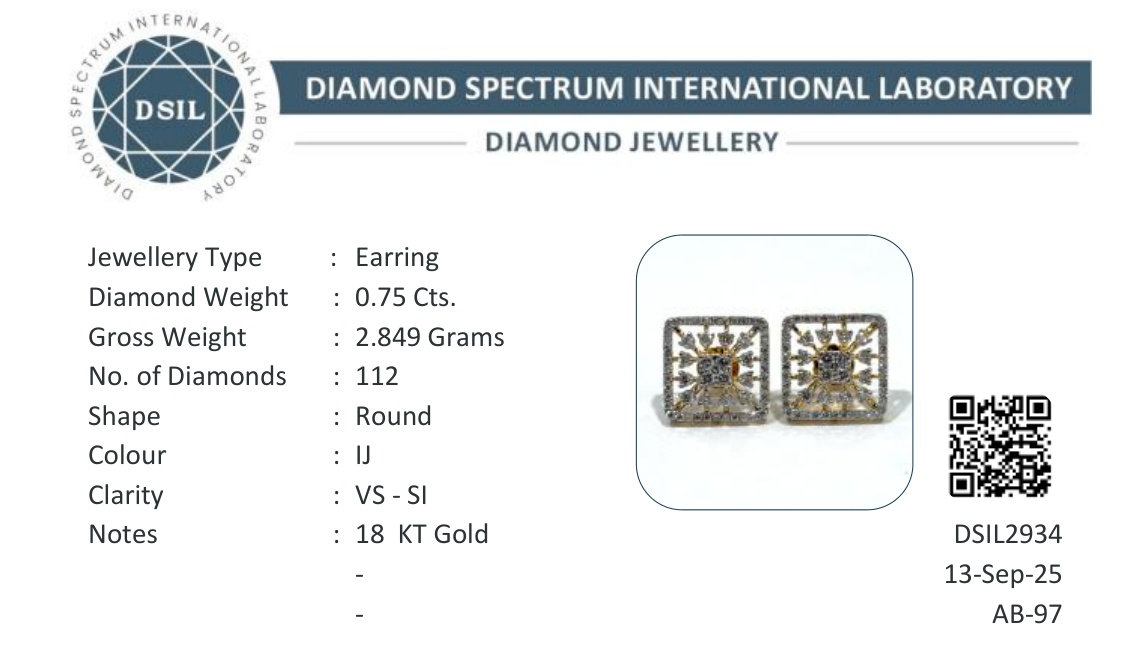 DIAMOND SPECTRUM INTERNATIONAL LABORATORY
DSIL
DIAMOND SPECTRUM INTERNATIONAL LABORATORY
DIAMOND JEWELLERY
Jewellery Type : Earring
Diamond Weight : 0.75 Cts.
Gross Weight : 2.849 Grams
No. of Diamonds : 112
Shape : Round
Colour : IJ
Clarity : VS - SI
Notes : 18 KT Gold
-
-
DSIL2934
13-Sep-25
AB-97